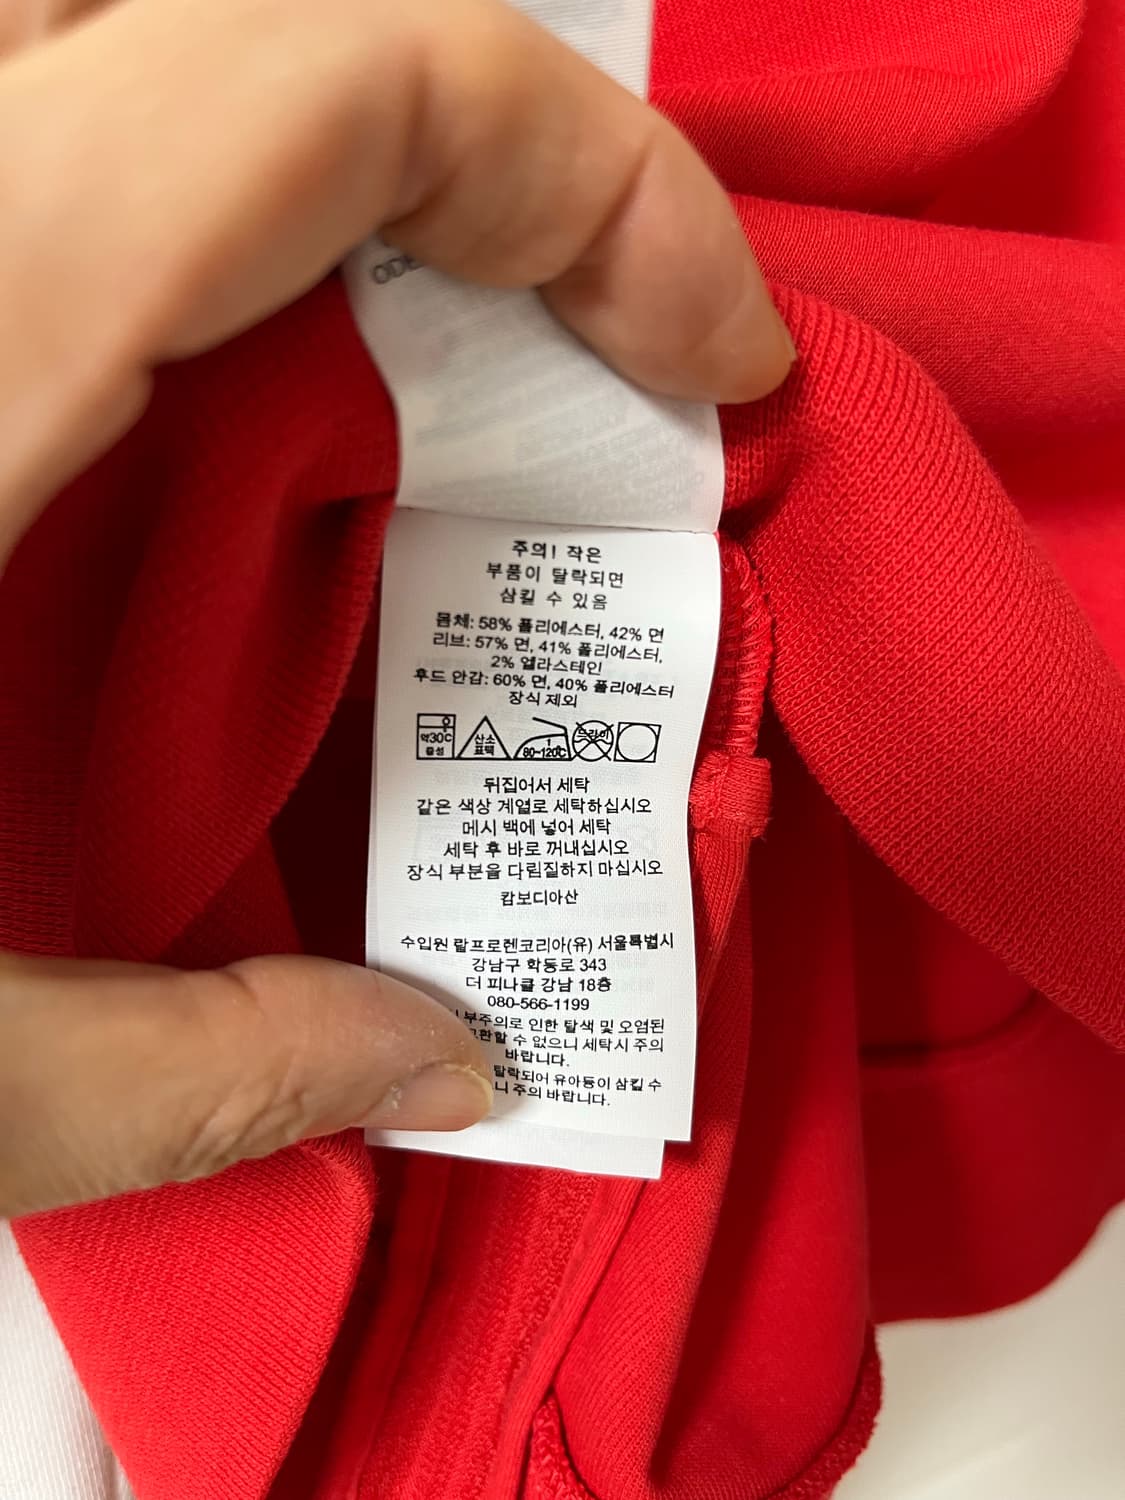 주의! 작은
부품이 탈락되면
삼킬 수 있음
몸체: 58% 폴리에스터, 42% 면
리브: 57% 면, 41% 폴리에스터,
2% 엘라스테인
후드 안감: 60% 면, 40% 폴리에스터
장식 제외
약30℃
중성
산소
표백
80~120℃
드라이
뒤집어서 세탁
같은 색상 계열로 세탁하십시오
메시 백에 넣어 세탁
세탁 후 바로 꺼내십시오
장식 부분을 다림질하지 마십시오
캄보디아산
수입원 랄프로렌코리아(유) 서울특별시
강남구 학동로 343
더 피나클 강남 18층
080-566-1199
부주의로 인한 탈색 및 오염된
교환할 수 없으니 세탁시 주의
바랍니다.
탈락되어 유아등이 삼킬 수
니 주의 바랍니다.